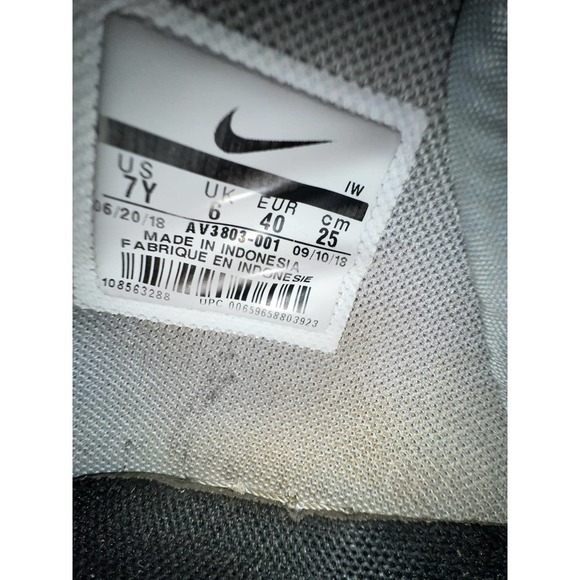 IW
US UK EUR cm
7Y 6 40 25
06/20/18 AV3803-001 09/10/18
MADE IN INDONESIA
FABRIQUE EN INDONESIE
108563288 UPC 00659658803923